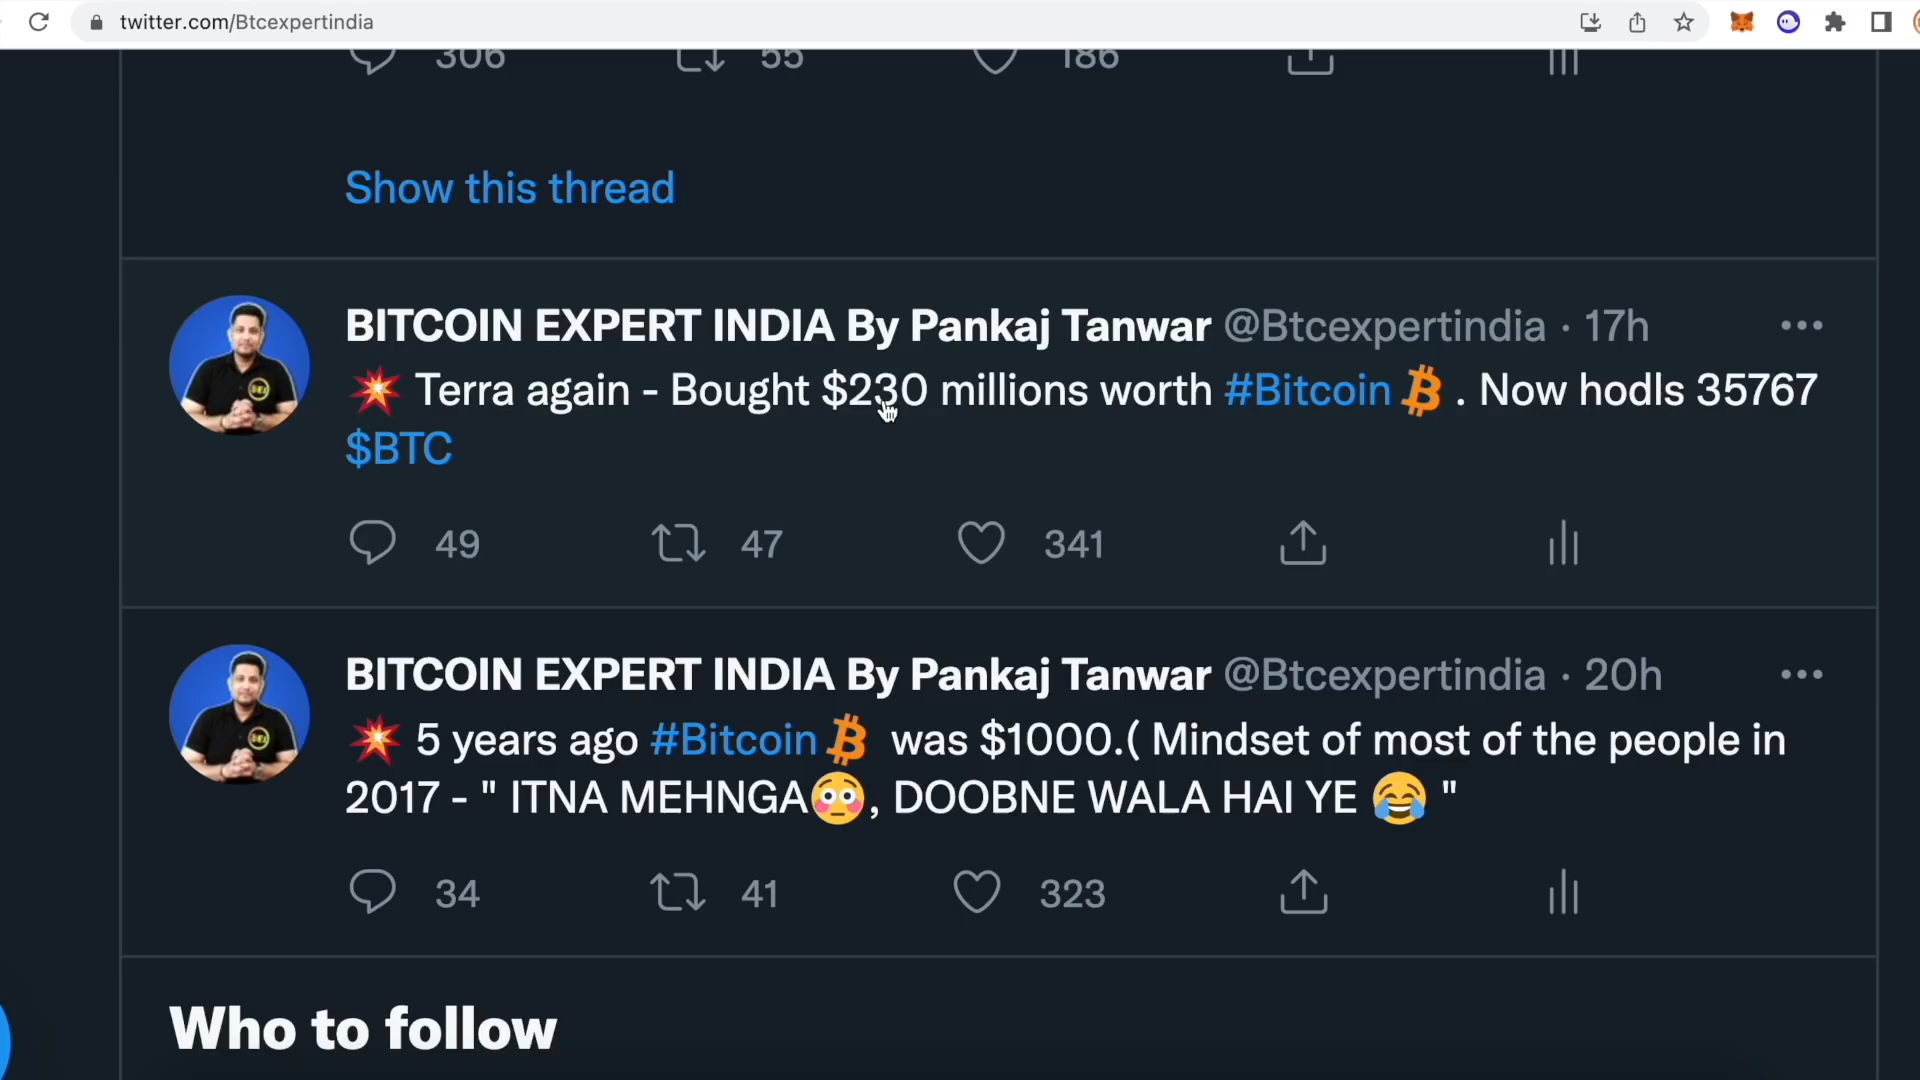 twitter.com/Btcexpertindia
306 55 186
Show this thread
BITCOIN EXPERT INDIA By Pankaj Tanwar @Btcexpertindia · 17h
💥 Terra again - Bought $230 millions worth #Bitcoin . Now hodls 35767
$BTC
49 47 341
BITCOIN EXPERT INDIA By Pankaj Tanwar @Btcexpertindia · 20h
💥 5 years ago #Bitcoin was $1000.( Mindset of most of the people in
2017 - " ITNA MEHNGA😳, DOOBNE WALA HAI YE 😂 "
34 41 323
Who to follow